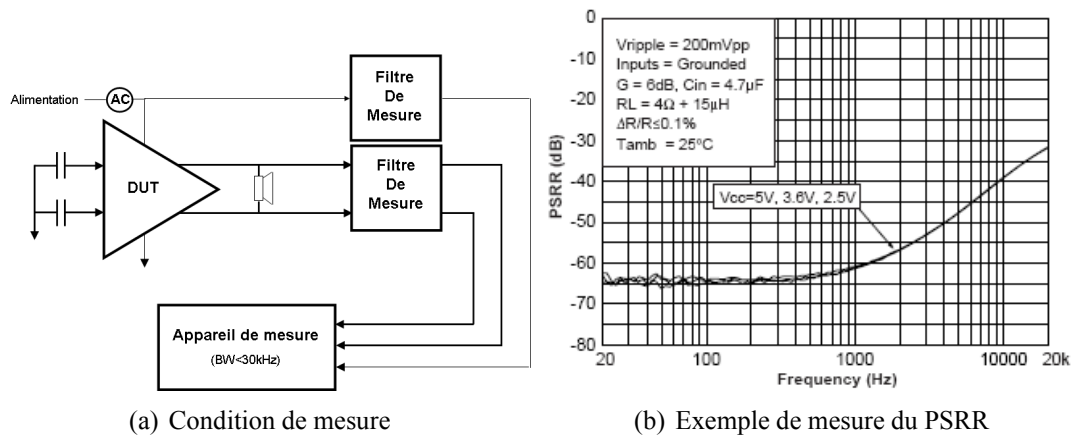 Alimentation
AC
Filtre
De
Mesure
DUT
Filtre
De
Mesure
Appareil de mesure
(BW<30kHz)
(a) Condition de mesure
PSRR (dB)
0
-10
-20
-30
-40
-50
-60
-70
-80
Vripple = 200mVpp
Inputs = Grounded
G = 6dB, Cin = 4.7µF
RL = 4Ω + 15µH
ΔR/R≤0.1%
Tamb = 25°C
Vcc=5V, 3.6V, 2.5V
20 100 1000 10000 20k
Frequency (Hz)
(b) Exemple de mesure du PSRR